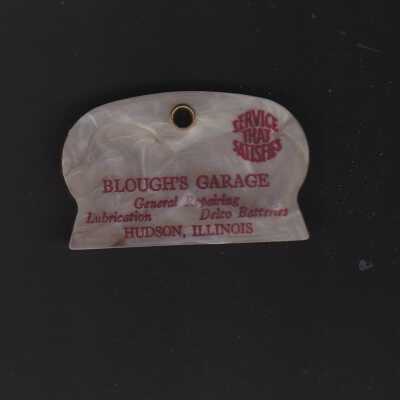 SERVICE
THAT
SATISFIES
BLOUGH'S GARAGE
General Repairing
Lubrication Delco Batteries
HUDSON, ILLINOIS